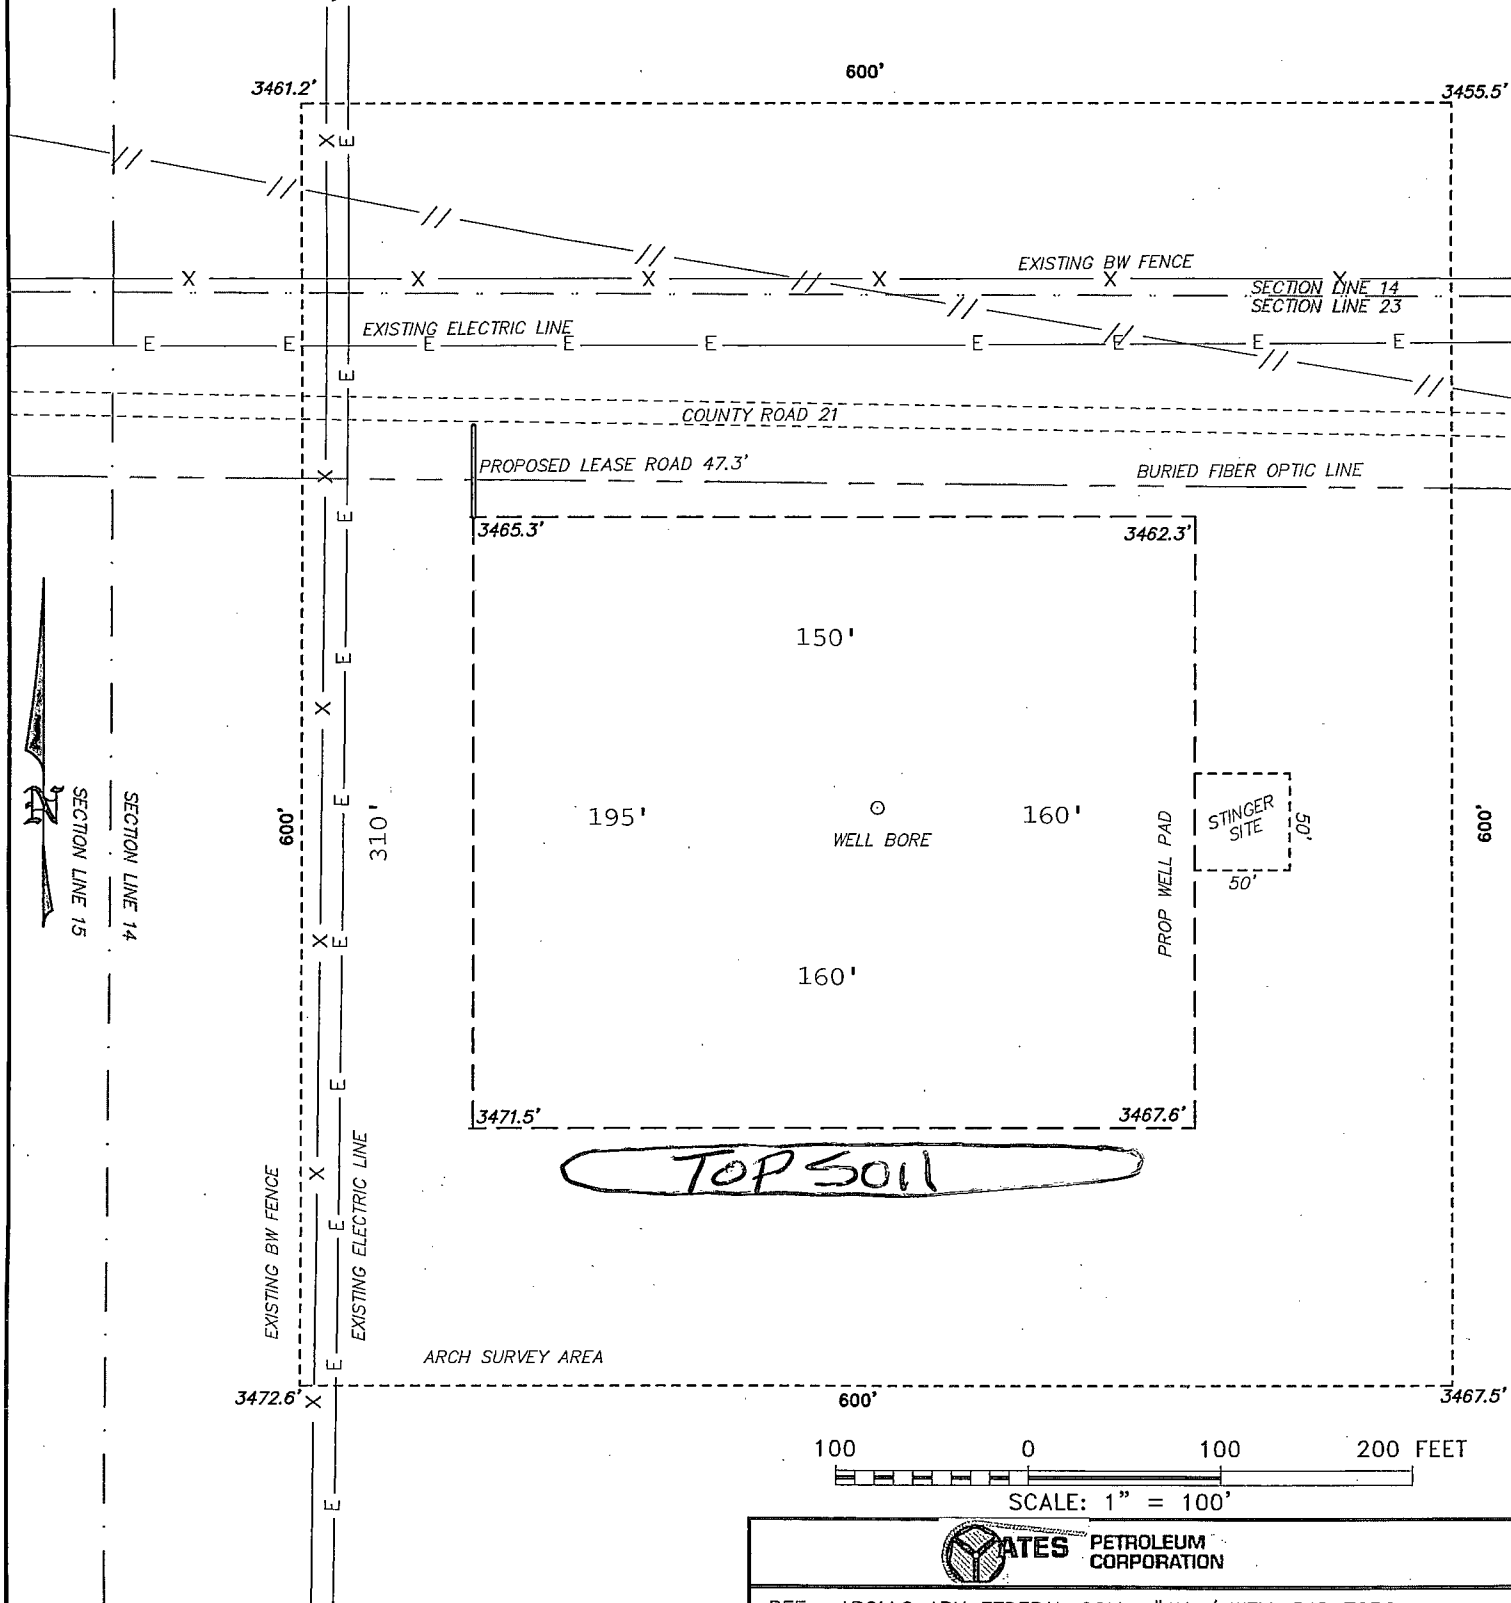 600'
3461.2'
3455.5'
EXISTING BW FENCE
SECTION LINE 14
SECTION LINE 23
EXISTING ELECTRIC LINE
COUNTY ROAD 21
PROPOSED LEASE ROAD 47.3'
BURIED FIBER OPTIC LINE
3465.3'
3462.3'
150'
195'
WELL BORE
160'
PROP WELL PAD
STINGER
SITE
50'
50'
600'
310'
600'
SECTION LINE 14
SECTION LINE 15
160'
3471.5'
3467.6'
TOP SOIL
EXISTING BW FENCE
EXISTING ELECTRIC LINE
ARCH SURVEY AREA
3472.6'
600'
3467.5'
100 0 100 200 FEET
SCALE: 1" = 100'
YATES PETROLEUM
CORPORATION